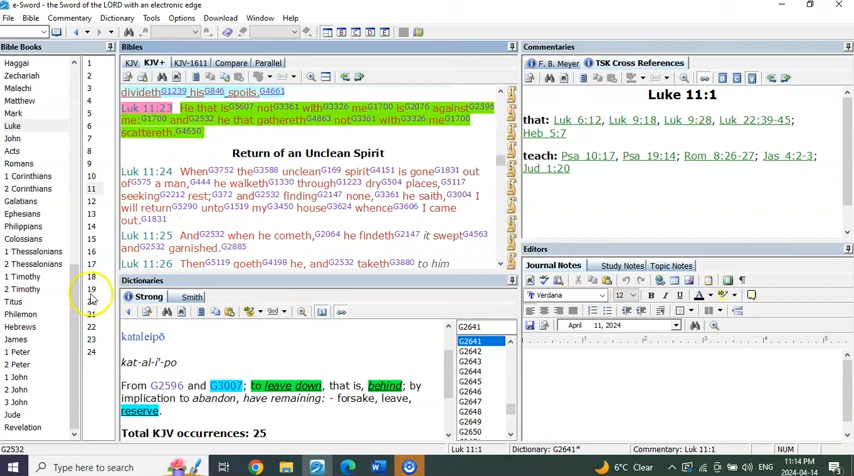 e-Sword - the Sword of the LORD with an electronic edge
File Bible Commentary Dictionary Tools Options Download Window Help
Bible Books
Haggai
Zechariah
Malachi
Matthew
Mark
Luke
John
Acts
Romans
1 Corinthians
2 Corinthians
Galatians
Ephesians
Philippians
Colossians
1 Thessalonians
2 Thessalonians
1 Timothy
2 Timothy
Titus
Philemon
Hebrews
James
1 Peter
2 Peter
1 John
2 John
3 John
Jude
Revelation
1
2
3
4
5
6
7
8
9
10
11
12
13
14
15
16
17
18
19
21
22
23
24
Bibles
KJV KJV+ KJV-1611 Compare Parallel
divideth G1239 his G846 spoils. G4661
Luk 11:23 He that is G5607 not G3361 with G3326 me G1700 is G2076 against G2596
me: G1700 and G2532 he that gathereth G4863 not G3361 with G3326 me G1700
scattereth. G4650
Return of an Unclean Spirit
Luk 11:24 When G3752 the G3588 unclean G169 spirit G4151 is gone G1831 out
of G575 a man, G444 he walketh G1330 through G1223 dry G504 places, G5117
seeking G2212 rest; G372 and G2532 finding G2147 none, G3361 he saith, G3004 I
will return G5290 unto G1519 my G3450 house G3624 whence G3606 I came
out. G1831
Luk 11:25 And G2532 when he cometh, G2064 he findeth G2147 it swept G4563
and G2532 garnished. G2885
Luk 11:26 Then G5119 goeth G4198 he, and G2532 taketh G3880 to him
Dictionaries
Strong Smith
God
G2641
kataleipō
kat-al-i'-po
From G2596 and G3007; to leave down, that is, behind; by
implication to abandon, have remaining: - forsake, leave,
reserve.
Total KJV occurrences: 25
G2641
G2642
G2643
G2644
G2645
G2646
G2647
G2648
G2649
Commentaries
F. B. Meyer TSK Cross References
Luke 11:1
that: Luk 6:12, Luk 9:18, Luk 9:28, Luk 22:39-45;
Heb 5:7
teach: Psa 10:17, Psa 19:14; Rom 8:26-27; Jas 4:2-3;
Jud 1:20
Editors
Journal Notes Study Notes Topic Notes
Verdana 12 B I U A
April 11, 2024
1 2 3 4 5
G2532
Luk 11:1 Dictionary: G2641* Commentary: Luk 11:1 NUM
Type here to search
6°C Clear
ENG
11:14 PM
2024-04-14
3